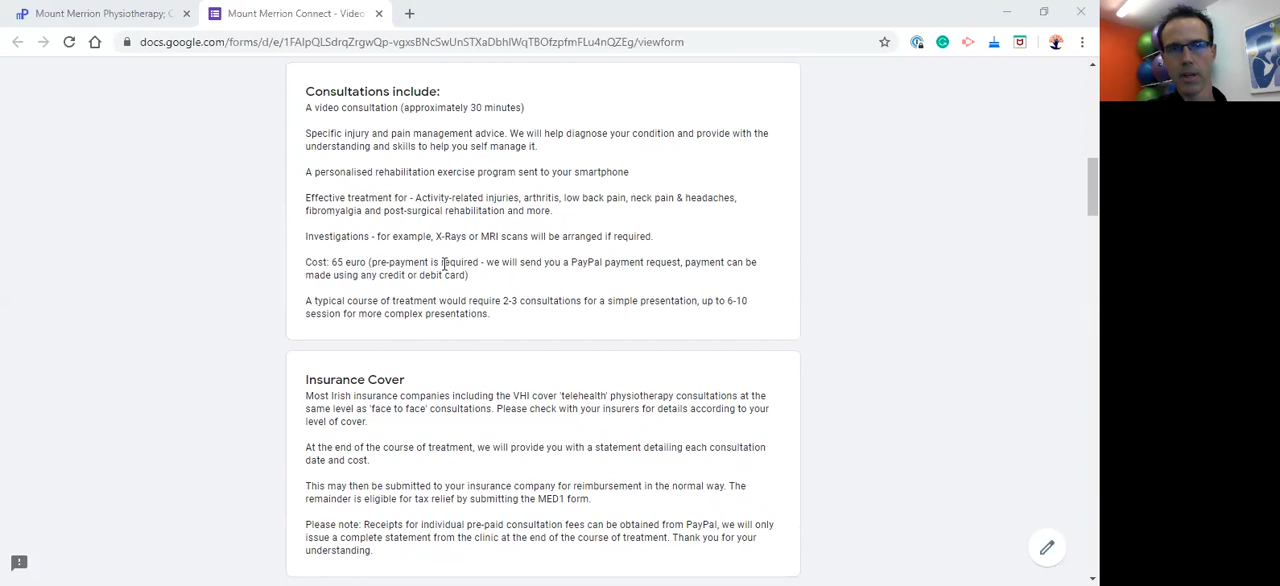 Mount Merrion Physiotherapy; C
Mount Merrion Connect - Video
docs.google.com/forms/d/e/1FAIpQLSdrqZrgwQp-vgxsBNcSwUnSTXaDbhlWqTBOfzpfmFLu4nQZEg/viewform
Consultations include:
A video consultation (approximately 30 minutes)
Specific injury and pain management advice. We will help diagnose your condition and provide with the
understanding and skills to help you self manage it.
A personalised rehabilitation exercise program sent to your smartphone
Effective treatment for - Activity-related injuries, arthritis, low back pain, neck pain & headaches,
fibromyalgia and post-surgical rehabilitation and more.
Investigations - for example, X-Rays or MRI scans will be arranged if required.
Cost: 65 euro (pre-payment is required - we will send you a PayPal payment request, payment can be
made using any credit or debit card)
A typical course of treatment would require 2-3 consultations for a simple presentation, up to 6-10
session for more complex presentations.
Insurance Cover
Most Irish insurance companies including the VHI cover 'telehealth' physiotherapy consultations at the
same level as 'face to face' consultations. Please check with your insurers for details according to your
level of cover.
At the end of the course of treatment, we will provide you with a statement detailing each consultation
date and cost.
This may then be submitted to your insurance company for reimbursement in the normal way. The
remainder is eligible for tax relief by submitting the MED1 form.
Please note: Receipts for individual pre-paid consultation fees can be obtained from PayPal, we will only
issue a complete statement from the clinic at the end of the course of treatment. Thank you for your
understanding.